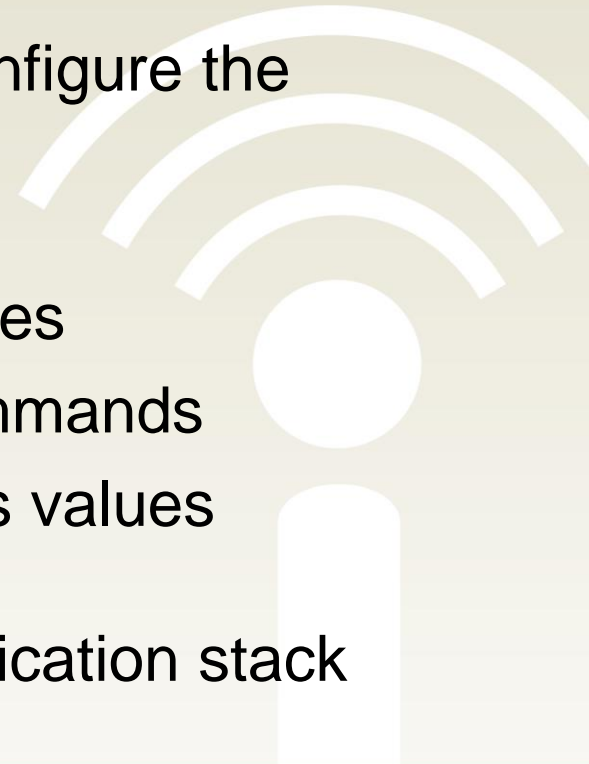 nfigure the
es
nmands
s values
ication stack